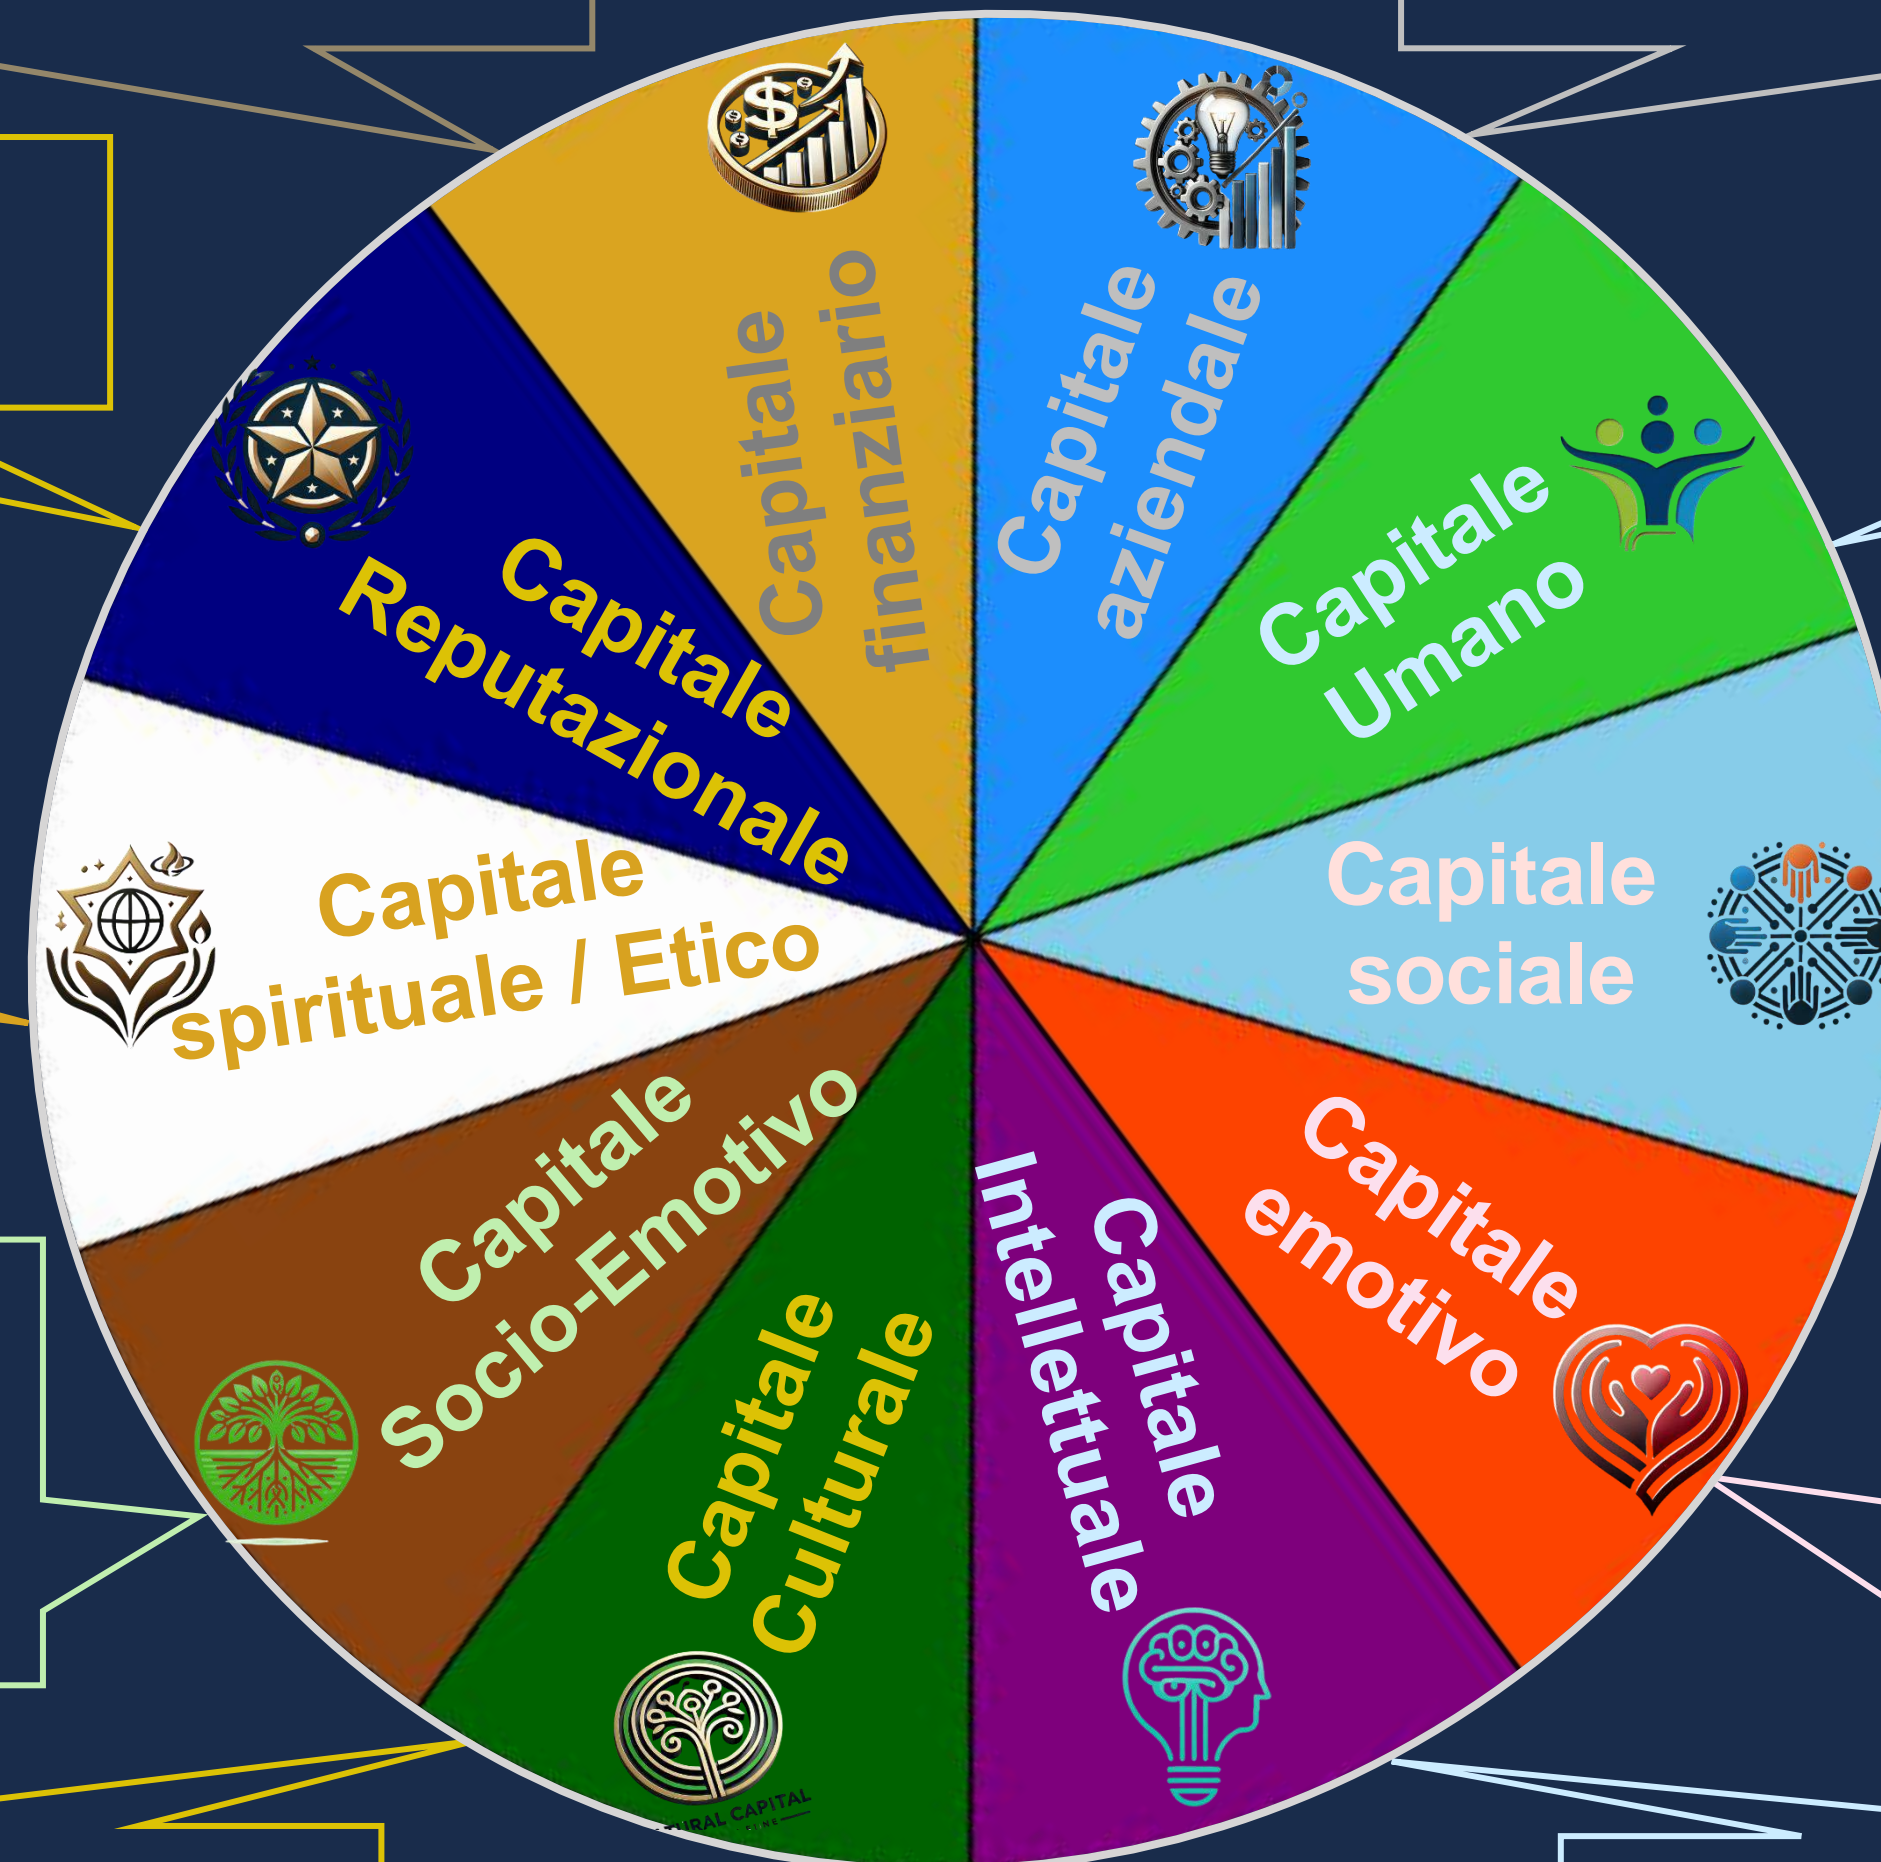 Capitale
finanziario
Capitale
aziendale
Capitale
Umano
Capitale
sociale
Capitale
emotivo
Capitale
Intellettuale
Capitale
Culturale
CAPITAL
Capitale
Socio-Emotivo
Capitale
spirituale / Etico
Capitale
Reputazionale